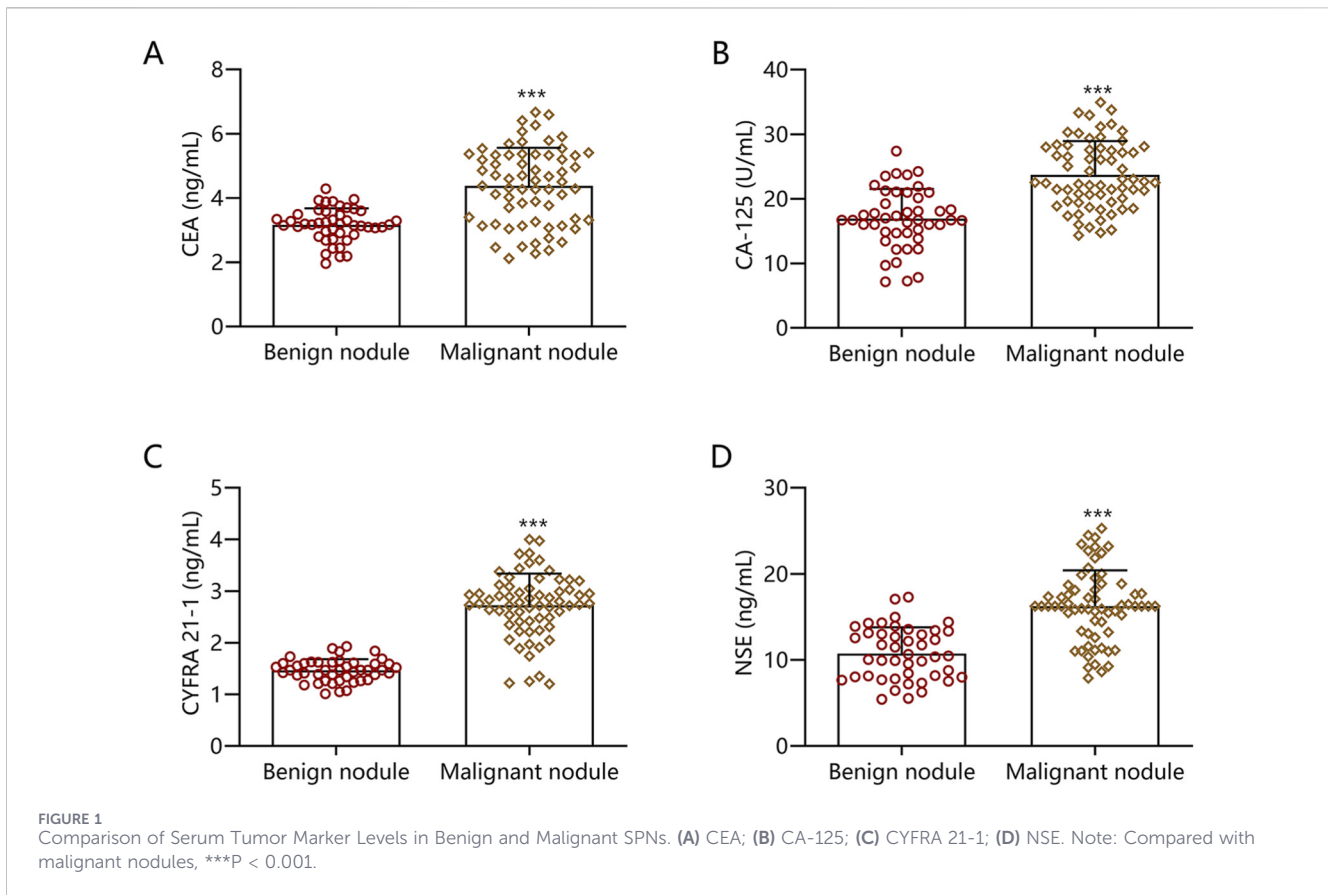 A
8
6
4
2
0
CEA (ng/mL)
***
Benign nodule
Malignant nodule
B
40
30
20
10
0
CA-125 (U/mL)
***
Benign nodule
Malignant nodule
C
5
4
3
2
1
0
CYFRA 21-1 (ng/mL)
***
Benign nodule
Malignant nodule
D
30
20
10
0
NSE (ng/mL)
***
Benign nodule
Malignant nodule
FIGURE 1
Comparison of Serum Tumor Marker Levels in Benign and Malignant SPNs. (A) CEA; (B) CA-125; (C) CYFRA 21-1; (D) NSE. Note: Compared with
malignant nodules, ***P < 0.001.